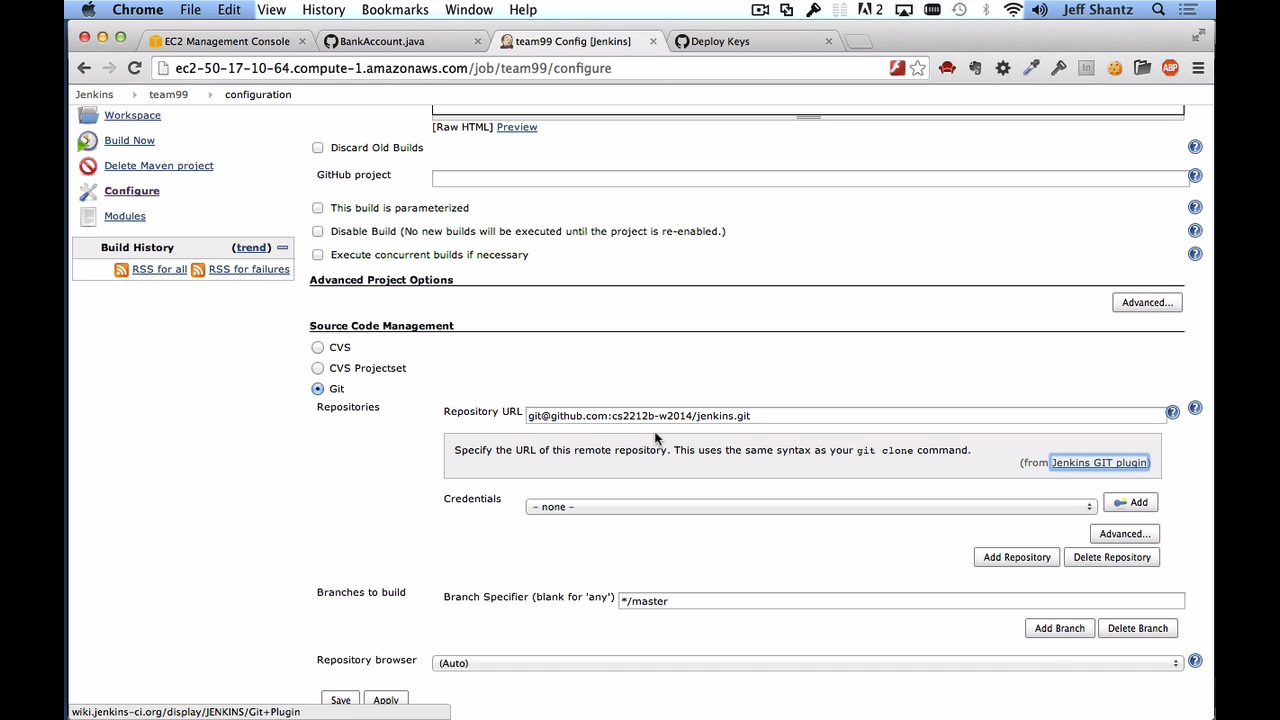 Chrome File Edit View History Bookmarks Window Help 2 Jeff Shantz
EC2 Management Console BankAccount.java team99 Config [Jenkins] Deploy Keys
ec2-50-17-10-64.compute-1.amazonaws.com/job/team99/configure ABP
Jenkins team99 configuration
Workspace
Build Now
Delete Maven project
Configure
Modules
Build History (trend)
RSS for all RSS for failures
[Raw HTML] Preview
Discard Old Builds
GitHub project
This build is parameterized
Disable Build (No new builds will be executed until the project is re-enabled.)
Execute concurrent builds if necessary
Advanced Project Options
Advanced...
Source Code Management
CVS
CVS Projectset
Git
Repositories
Repository URL git@github.com:cs2212b-w2014/jenkins.git
Specify the URL of this remote repository. This uses the same syntax as your git clone command.
(from Jenkins GIT plugin)
Credentials - none - Add
Advanced...
Add Repository Delete Repository
Branches to build
Branch Specifier (blank for 'any') */master
Add Branch Delete Branch
Repository browser (Auto)
Save Apply
wiki.jenkins-ci.org/display/JENKINS/Git+Plugin